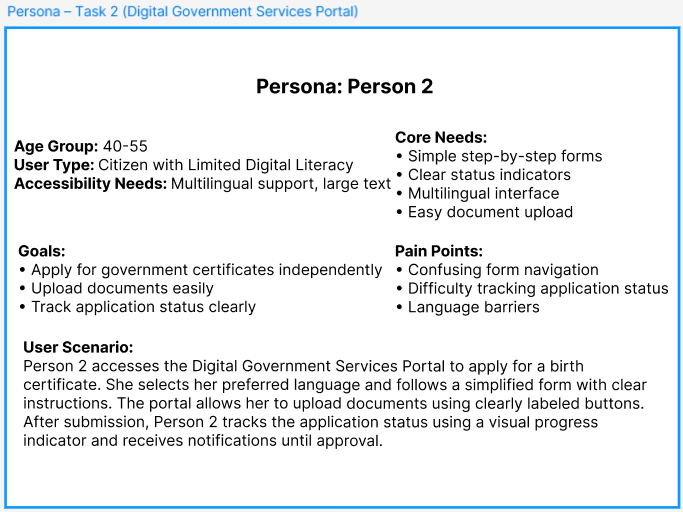 Persona – Task 2 (Digital Government Services Portal)
Persona: Person 2
Age Group: 40-55
User Type: Citizen with Limited Digital Literacy
Accessibility Needs: Multilingual support, large text
Core Needs:
• Simple step-by-step forms
• Clear status indicators
• Multilingual interface
• Easy document upload
Goals:
• Apply for government certificates independently
• Upload documents easily
• Track application status clearly
Pain Points:
• Confusing form navigation
• Difficulty tracking application status
• Language barriers
User Scenario:
Person 2 accesses the Digital Government Services Portal to apply for a birth
certificate. She selects her preferred language and follows a simplified form with clear
instructions. The portal allows her to upload documents using clearly labeled buttons.
After submission, Person 2 tracks the application status using a visual progress
indicator and receives notifications until approval.